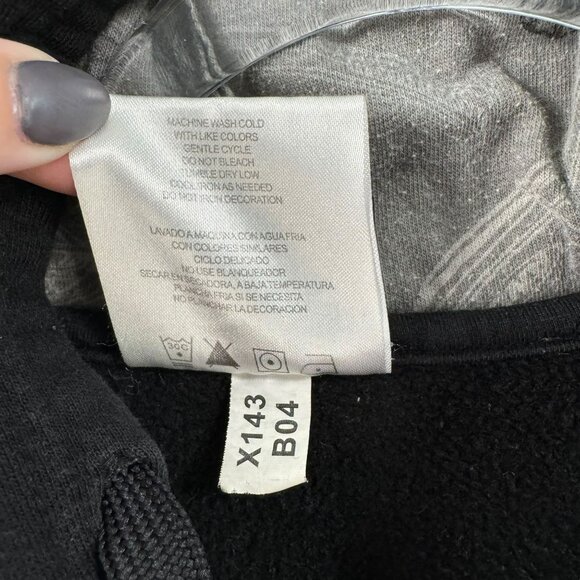 MACHINE WASH COLD
WITH LIKE COLORS
GENTLE CYCLE
DO NOT BLEACH
TUMBLE DRY LOW
COOL IRON AS NEEDED
DO NOT IRON DECORATION
LAVADO A MAQUINA CON AGUA FRIA
CON COLORES SIMILARES
CICLO DELICADO
NO USE BLANQUEADOR
SECAR EN SECADORA, A BAJA TEMPERATURA
PLANCHA FRIA SI SE NECESITA
NO PLANCHAR LA DECORACIÓN
30C
X143
B04